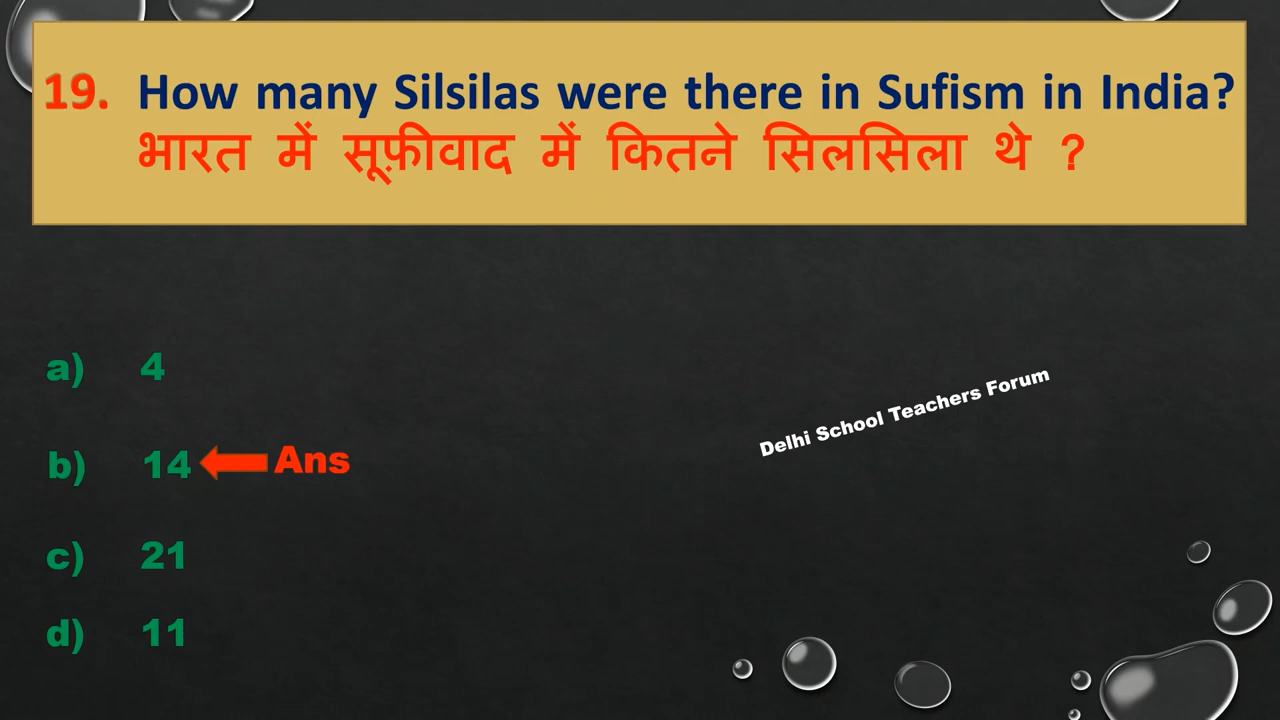 19. How many Silsilas were there in Sufism in India?
भारत में सूफ़ीवाद में कितने सिलसिला थे ?
a) 4
Delhi School Teachers Forum
b) 14 Ans
c) 21
d) 11